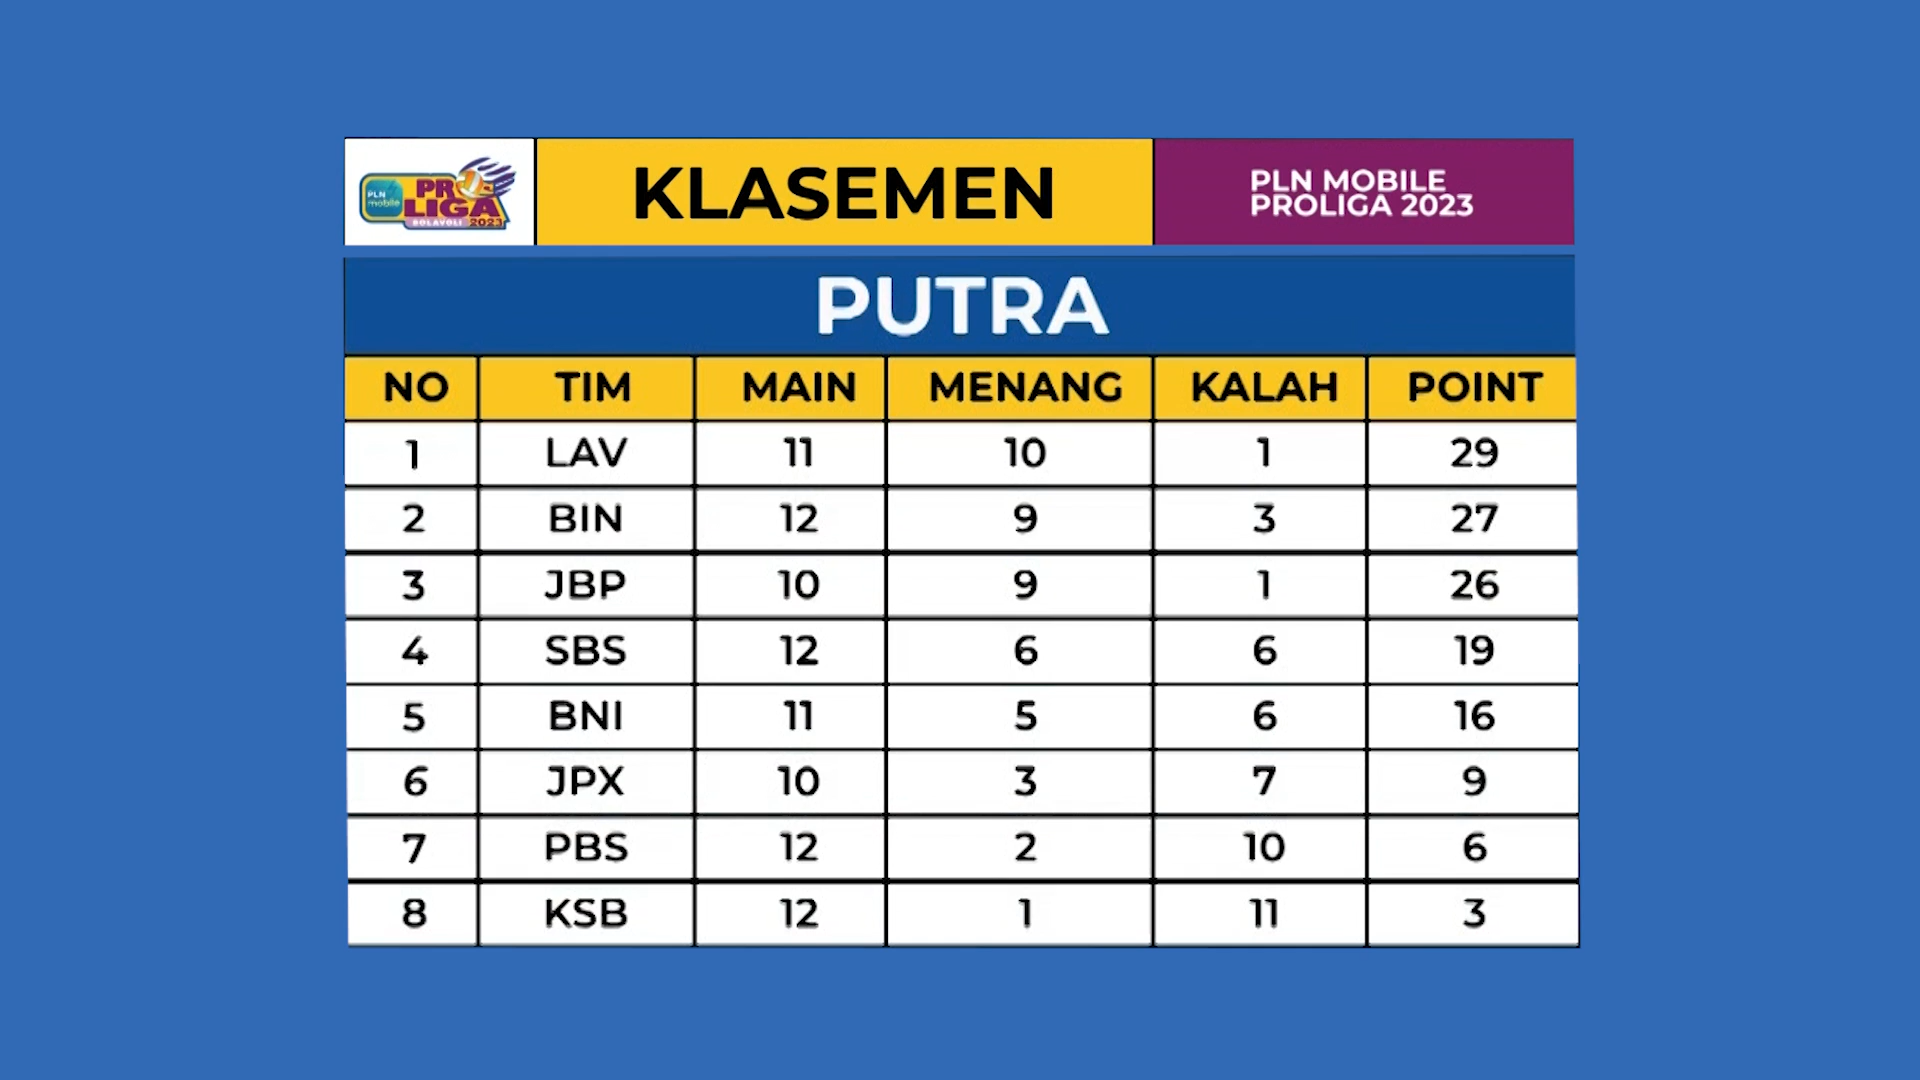 PLN mobile PROLIGA BOLAVOLI 2023
KLASEMEN
PLN MOBILE
PROLIGA 2023
PUTRA
NO TIM MAIN MENANG KALAH POINT
1 LAV 11 10 1 29
2 BIN 12 9 3 27
3 JBP 10 9 1 26
4 SBS 12 6 6 19
5 BNI 11 5 6 16
6 JPX 10 3 7 9
7 PBS 12 2 10 6
8 KSB 12 1 11 3